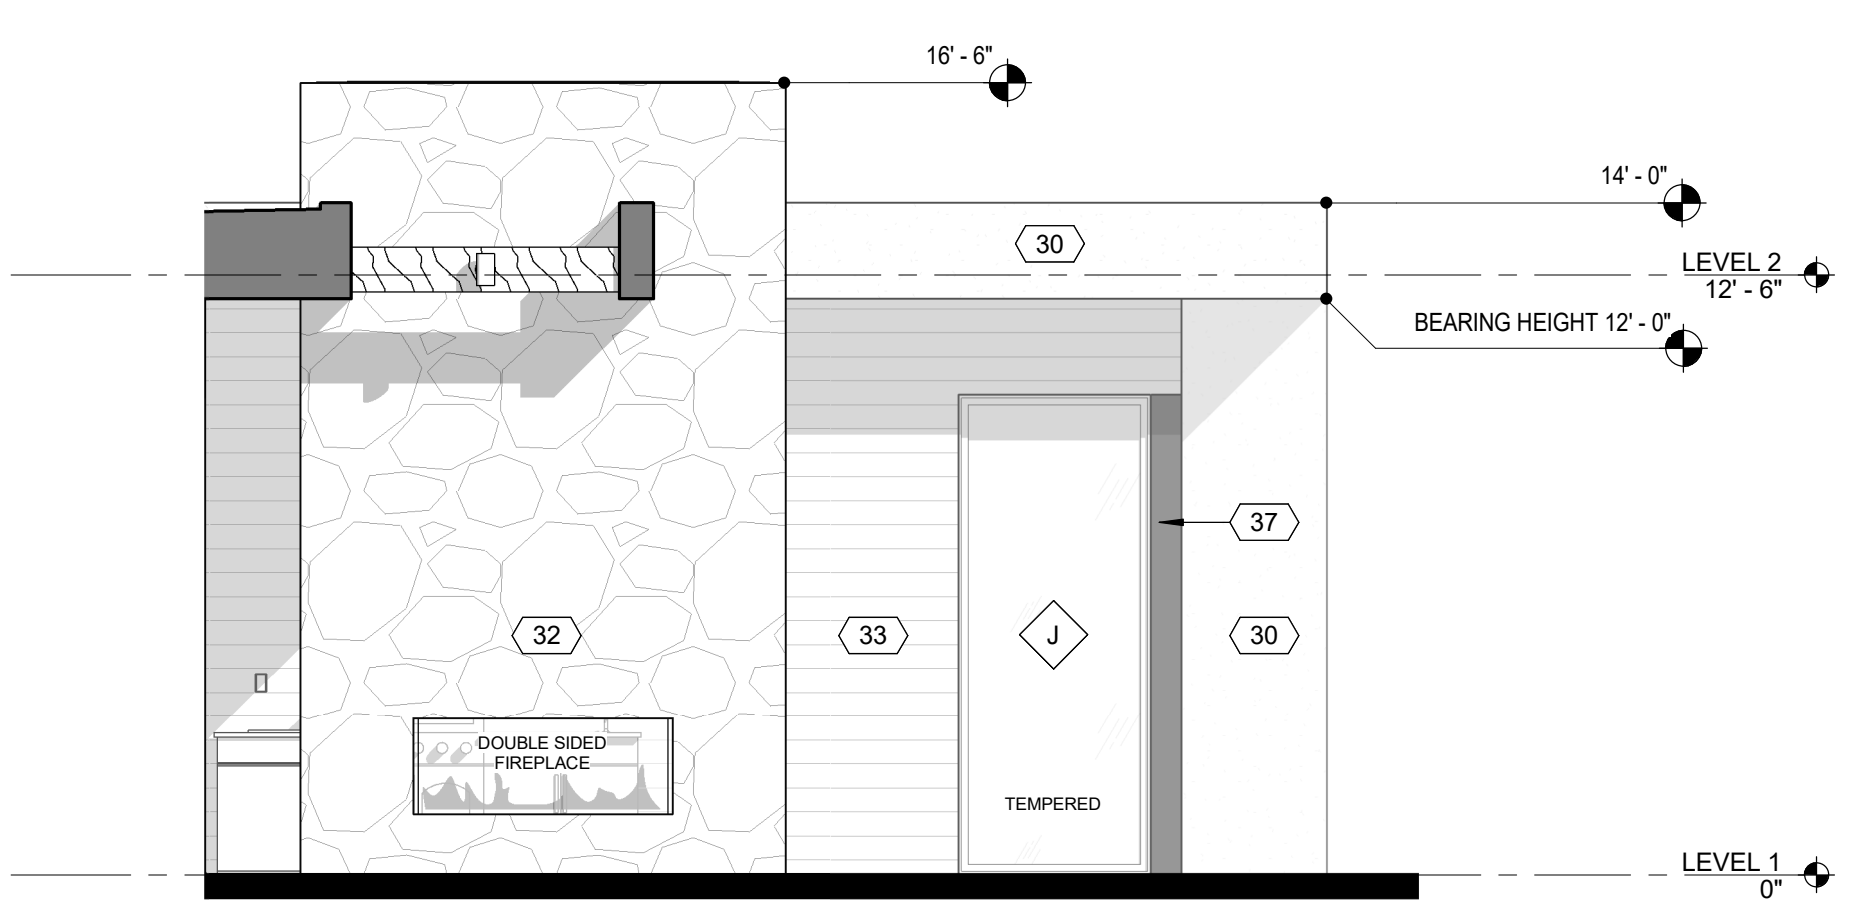 16' - 6"
14' - 0"
30
LEVEL 2
12' - 6"
BEARING HEIGHT 12' - 0"
37
32
33
J
30
DOUBLE SIDED
FIREPLACE
TEMPERED
LEVEL 1
0"